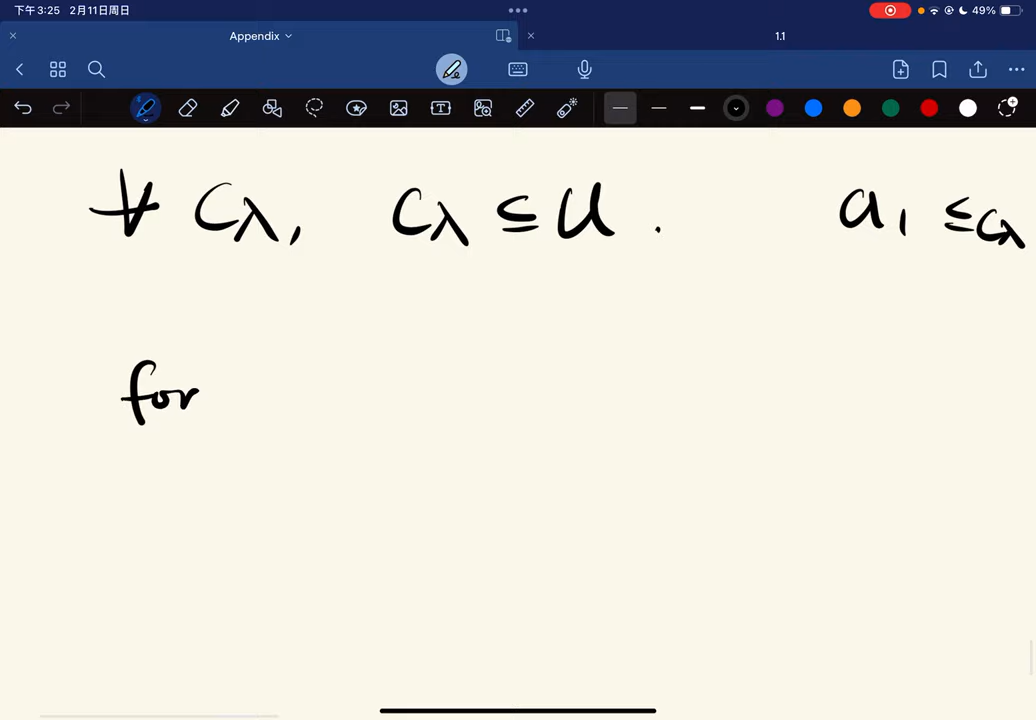 下午3:25 2月11日周日 49%
Appendix 1.1
∀ Cλ, Cλ ≤ u. a₁ ≤ Cλ
for